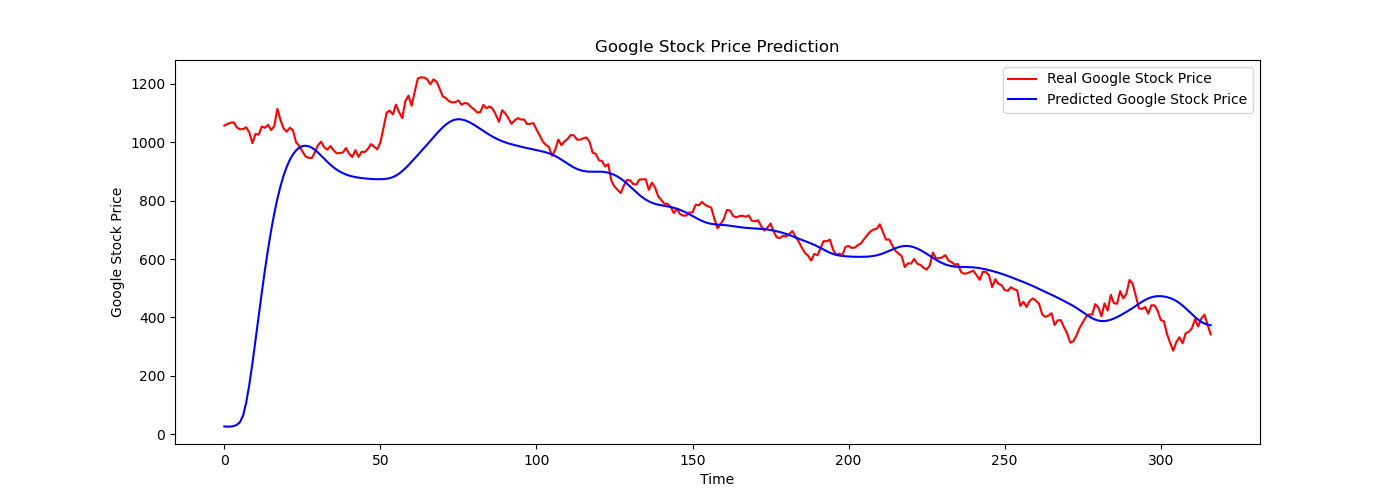 Google Stock Price Prediction
Real Google Stock Price
Predicted Google Stock Price
Google Stock Price
1200
1000
800
600
400
200
0
0 50 100 150 200 250 300
Time